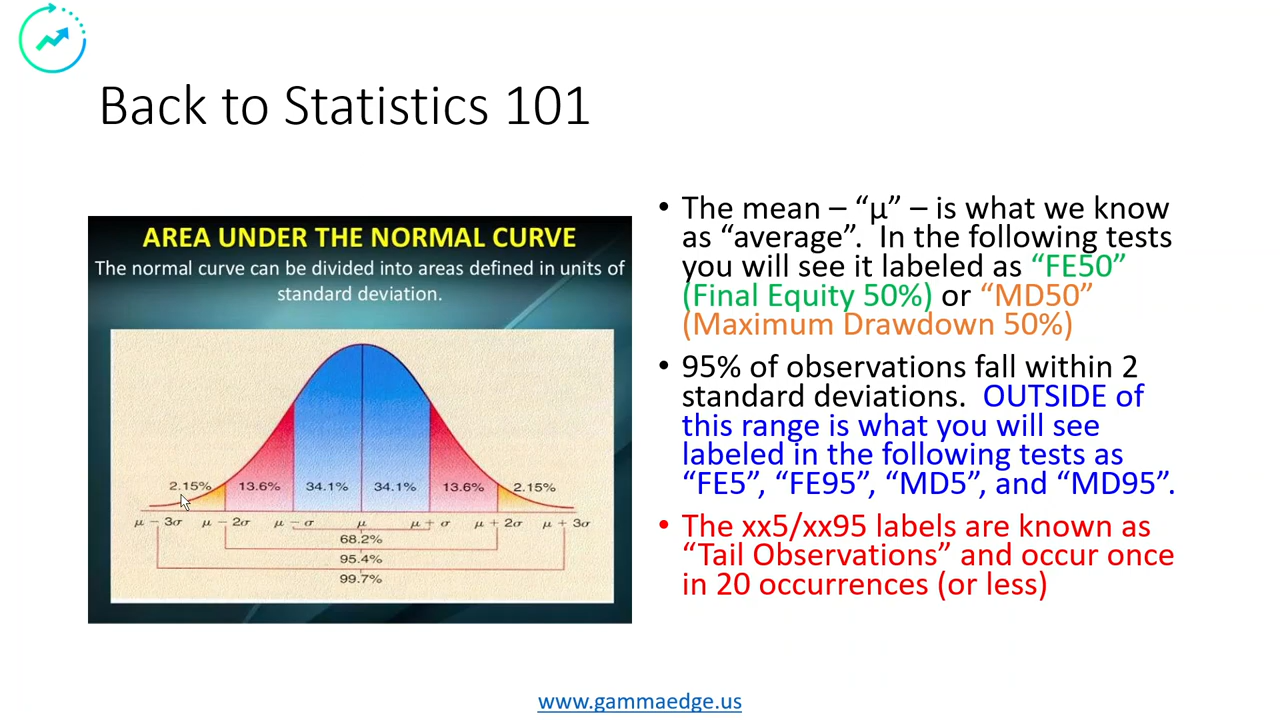 Back to Statistics 101
AREA UNDER THE NORMAL CURVE
The normal curve can be divided into areas defined in units of
standard deviation.
2.15% 13.6% 34.1% 34.1% 13.6% 2.15%
μ − 3σ μ − 2σ μ − σ μ μ + σ μ + 2σ μ + 3σ
68.2%
95.4%
99.7%
• The mean – “μ” – is what we know
as “average”. In the following tests
you will see it labeled as “FE50”
(Final Equity 50%) or “MD50”
(Maximum Drawdown 50%)
• 95% of observations fall within 2
standard deviations. OUTSIDE of
this range is what you will see
labeled in the following tests as
“FE5”, “FE95”, “MD5”, and “MD95”.
• The xx5/xx95 labels are known as
“Tail Observations” and occur once
in 20 occurrences (or less)
www.gammaedge.us